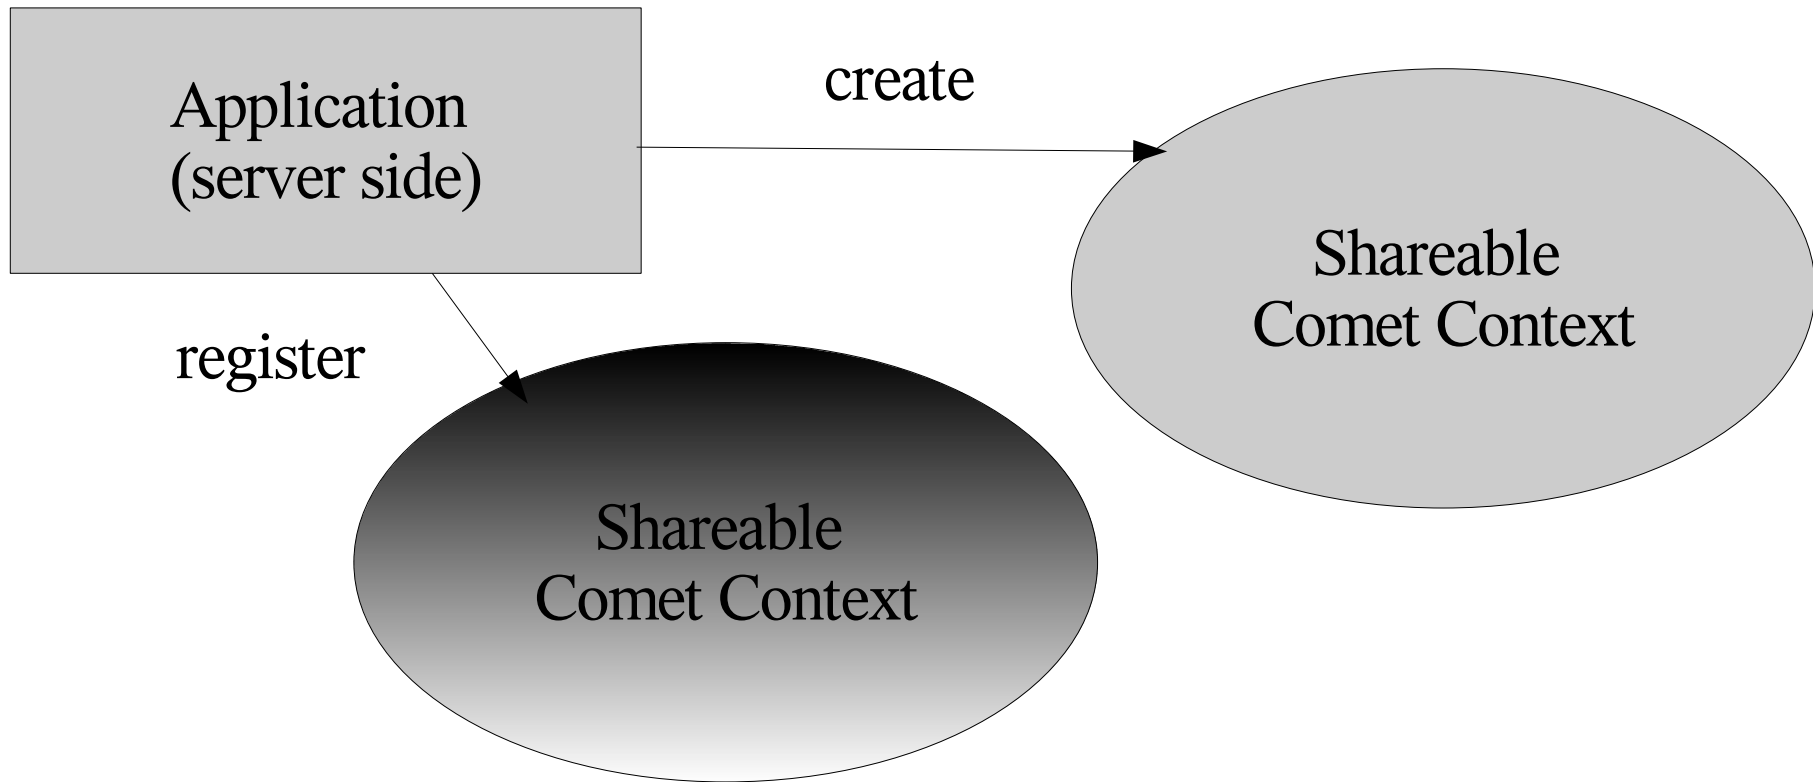 Application
(server side)
create
Shareable
Comet Context
register
Shareable
Comet Context